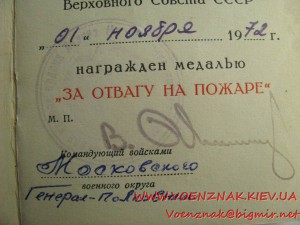 Верховного Совета СССР
„01“ ноября 1972 г.
награжден медалью
“ЗА ОТВАГУ НА ПОЖАРЕ“
М. П.
Командующий войсками
Московского
военного округа
Генерал-Полковник
WWW.VOENZNAK.KIEV.UA
Voenznak@bigmir.net